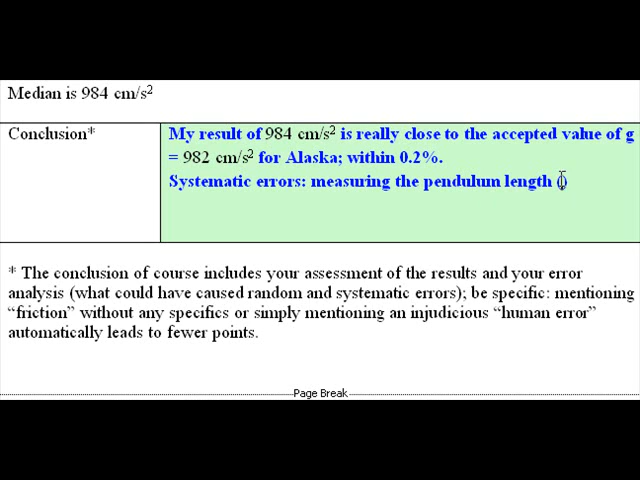 Median is 984 cm/s²
Conclusion*
My result of 984 cm/s² is really close to the accepted value of g
= 982 cm/s² for Alaska; within 0.2%.
Systematic errors: measuring the pendulum length ()
* The conclusion of course includes your assessment of the results and your error
analysis (what could have caused random and systematic errors); be specific: mentioning
“friction” without any specifics or simply mentioning an injudicious “human error”
automatically leads to fewer points.
Page Break